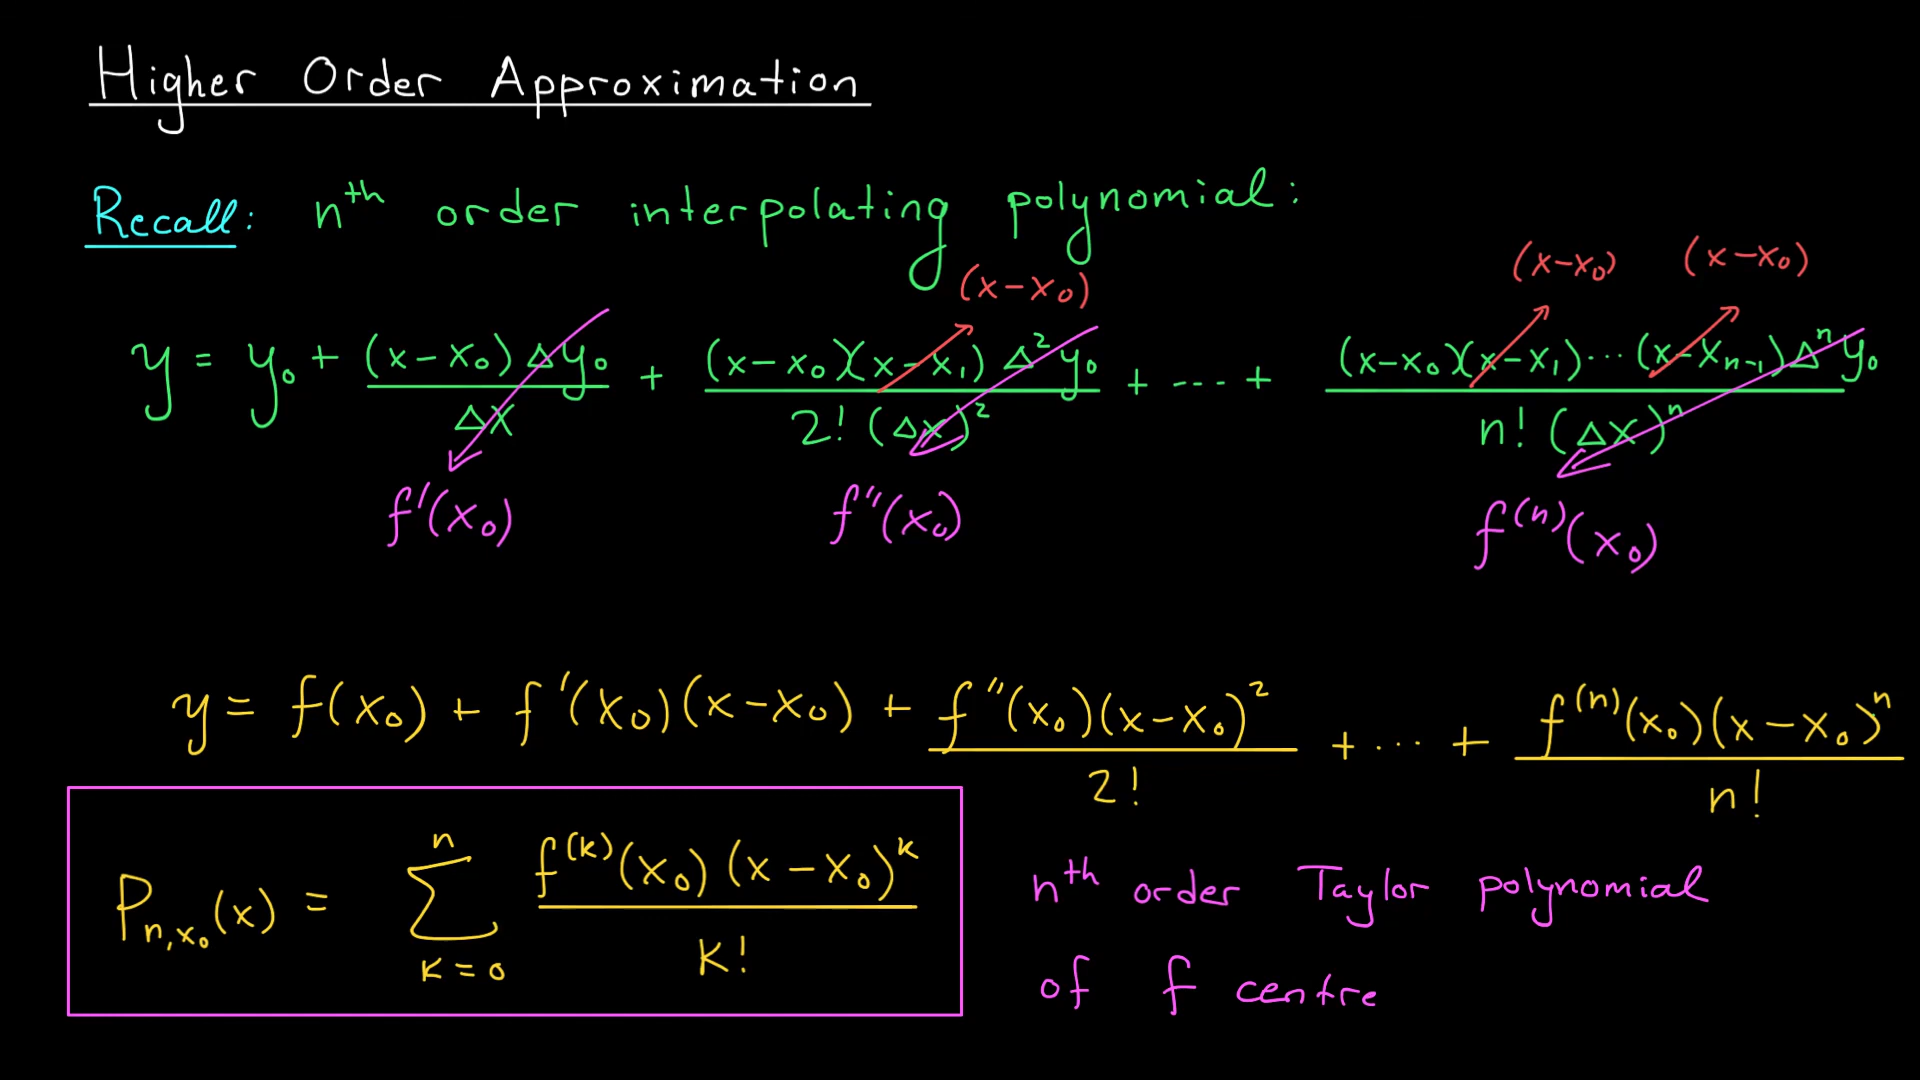 Higher Order Approximation
Recall: nᵗʰ order interpolating polynomial:
(x-x₀) (x-x₀) (x-x₀)
y = y₀ + (x-x₀)Δy₀/Δx + (x-x₀)(x-x₁)Δ²y₀/2!(Δx)² + ---- + (x-x₀)(x-x₁)...(x-xₙ₋₁)Δⁿy₀/n!(Δx)ⁿ
f'(x₀) f''(x₀) f⁽ⁿ⁾(x₀)
y = f(x₀) + f'(x₀)(x-x₀) + f''(x₀)(x-x₀)²/2! + ... + f⁽ⁿ⁾(x₀)(x-x₀)ⁿ/n!
Pₙ,ₓ₀(x) = ∑ₖ₌₀ⁿ f⁽ᵏ⁾(x₀)(x-x₀)ᵏ/k!
nᵗʰ order Taylor polynomial
of f centre